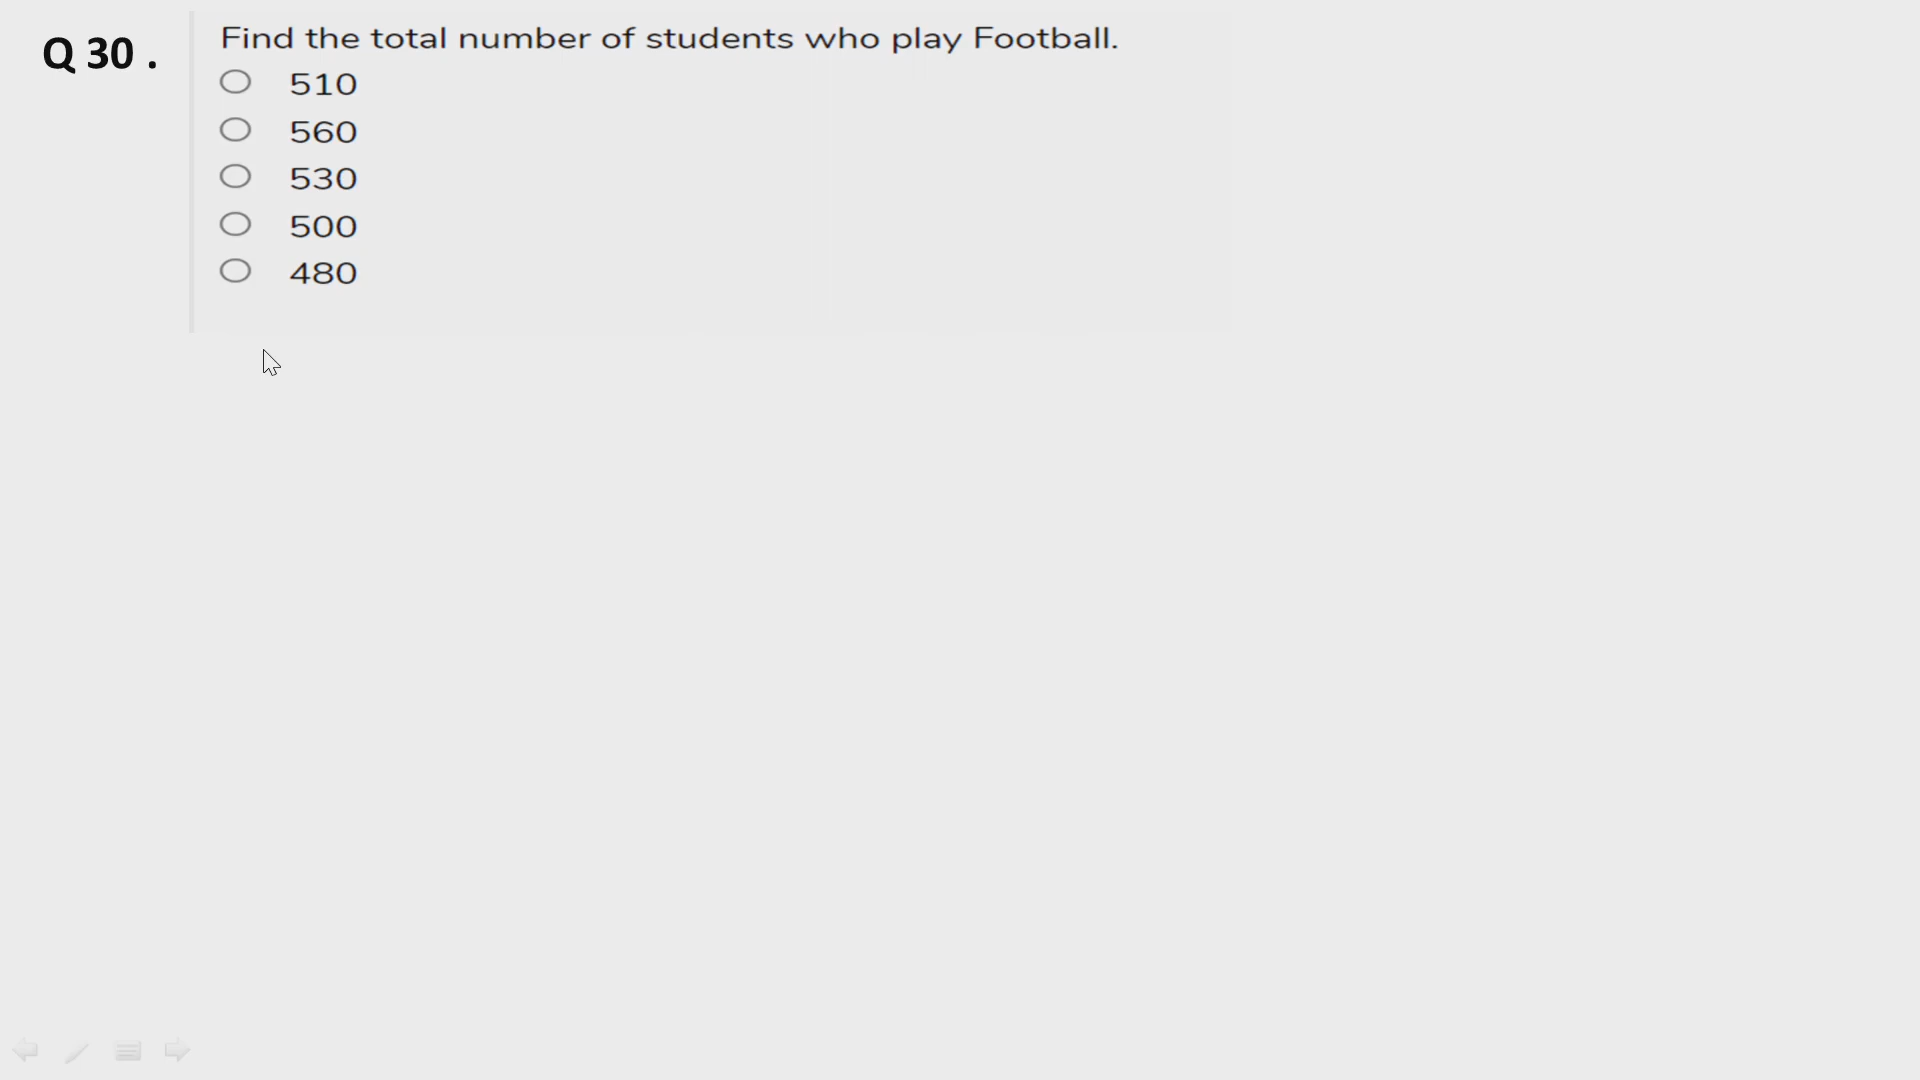 Q 30 .
Find the total number of students who play Football.
510
560
530
500
480